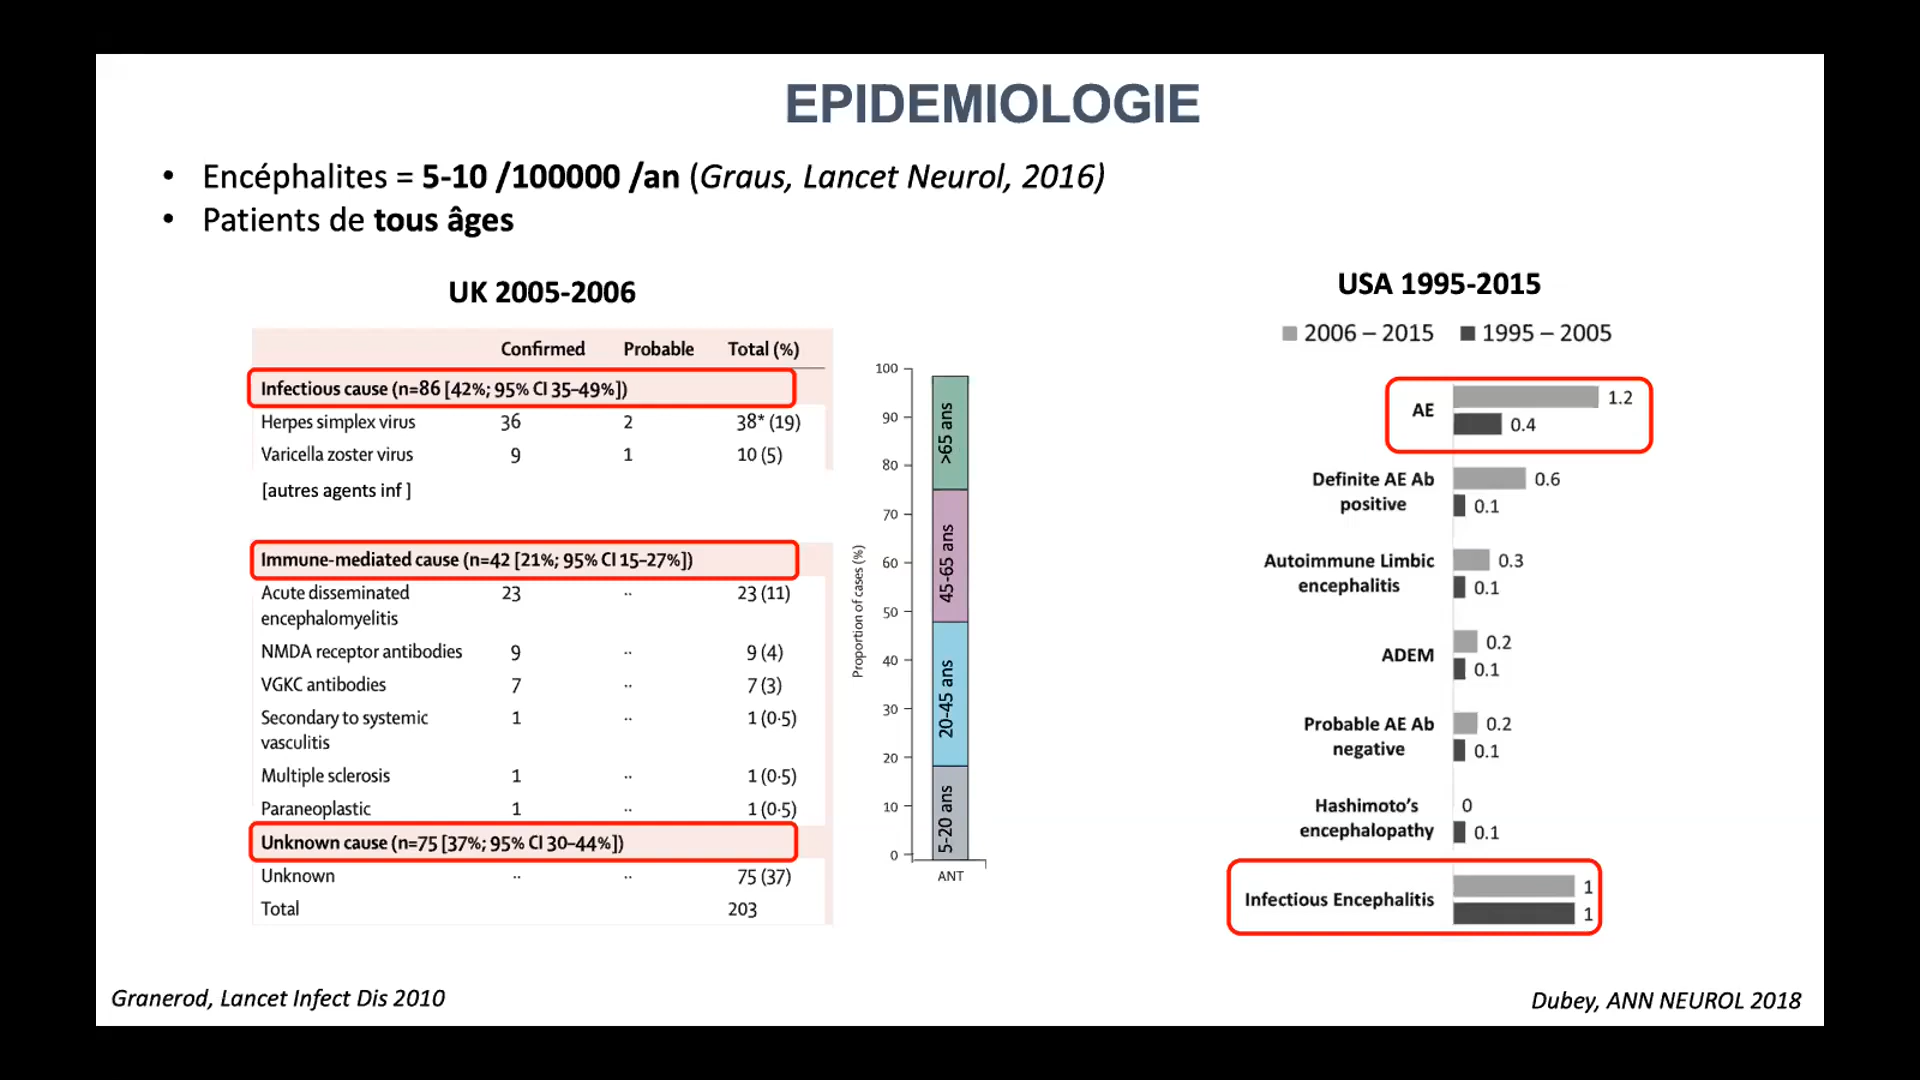 EPIDEMIOLOGIE
• Encéphalites = 5-10 /100000 /an (Graus, Lancet Neurol, 2016)
• Patients de tous âges
UK 2005-2006
Confirmed Probable Total (%)
Infectious cause (n=86 [42%; 95% CI 35–49%])
Herpes simplex virus 36 2 38* (19)
Varicella zoster virus 9 1 10 (5)
[autres agents inf ]
Immune-mediated cause (n=42 [21%; 95% CI 15–27%])
Acute disseminated 23 ·· 23 (11)
encephalomyelitis
NMDA receptor antibodies 9 ·· 9 (4)
VGKC antibodies 7 ·· 7 (3)
Secondary to systemic 1 ·· 1 (0·5)
vasculitis
Multiple sclerosis 1 ·· 1 (0·5)
Paraneoplastic 1 ·· 1 (0·5)
Unknown cause (n=75 [37%; 95% CI 30–44%])
Unknown ·· ·· 75 (37)
Total 203
Proportion of cases (%)
100
90
80
70
60
50
40
30
20
10
0
>65 ans
45-65 ans
20-45 ans
5-20 ans
ANT
USA 1995-2015
2006 – 2015 1995 – 2005
AE 1.2
0.4
Definite AE Ab 0.6
positive 0.1
Autoimmune Limbic 0.3
encephalitis 0.1
ADEM 0.2
0.1
Probable AE Ab 0.2
negative 0.1
Hashimoto's 0
encephalopathy 0.1
Infectious Encephalitis 1
1
Granerod, Lancet Infect Dis 2010
Dubey, ANN NEUROL 2018